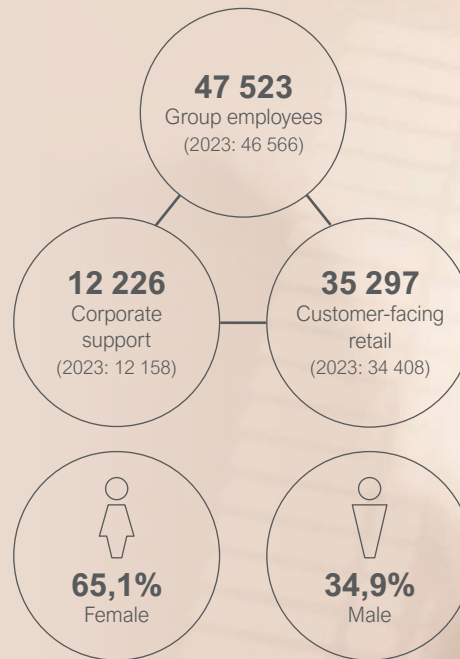 47 523
Group employees
(2023: 46 566)
12 226
Corporate
support
(2023: 12 158)
35 297
Customer-facing
retail
(2023: 34 408)
65,1%
Female
34,9%
Male